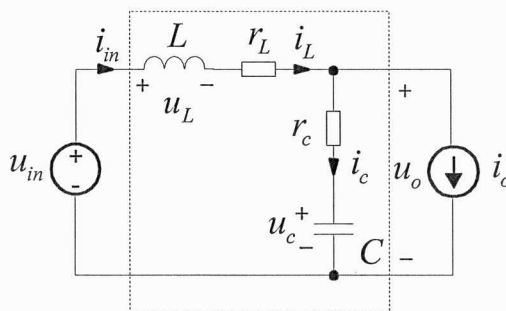 i_in L r_L i_L
+ - +
u_L
r_c
u_in + - i_c u_o i_o
u_c + -
C -